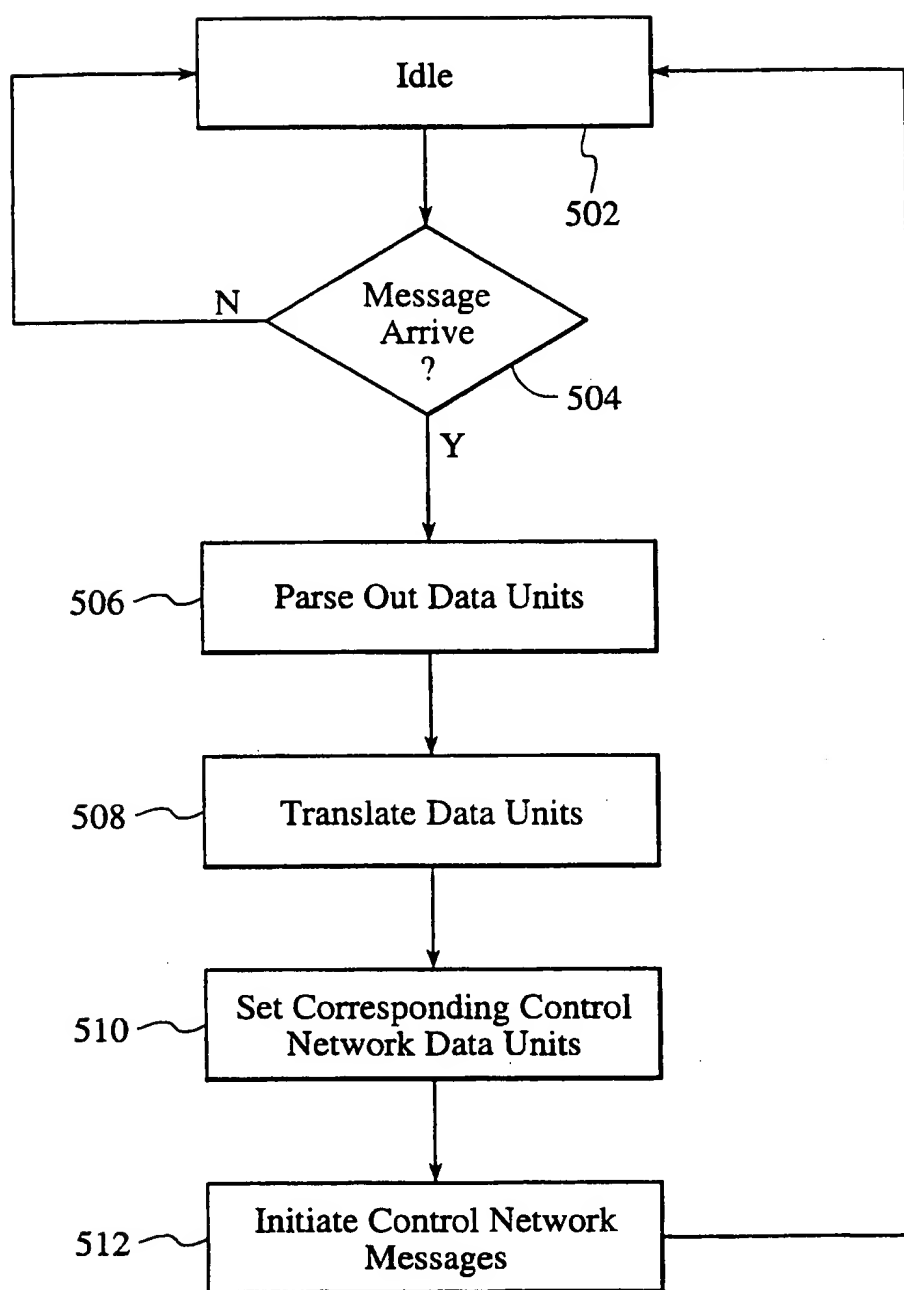 Idle
502
Message
Arrive
?
N
504
Y
506
Parse Out Data Units
508
Translate Data Units
510
Set Corresponding Control
Network Data Units
512
Initiate Control Network
Messages